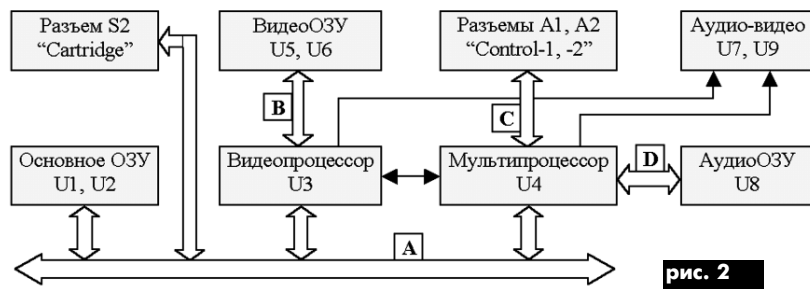 Разъем S2
“Cartridge”
ВидеоОЗУ
U5, U6
Разъемы A1, A2
“Control-1, -2”
Аудио-видео
U7, U9
B
C
Основное ОЗУ
U1, U2
Видеопроцессор
U3
Мультипроцессор
U4
D
АудиоОЗУ
U8
A
рис. 2